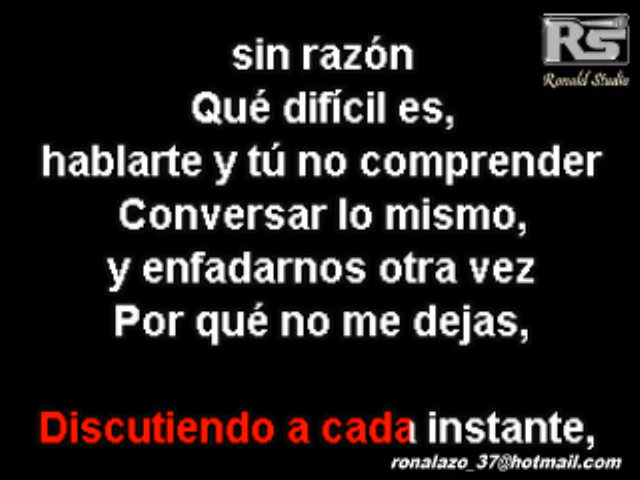 RS
Ronald Studio
sin razón
Qué difícil es,
hablarte y tú no comprender
Conversar lo mismo,
y enfadarnos otra vez
Por qué no me dejas,
Discutiendo a cada instante,
ronalazo_37@hotmail.com